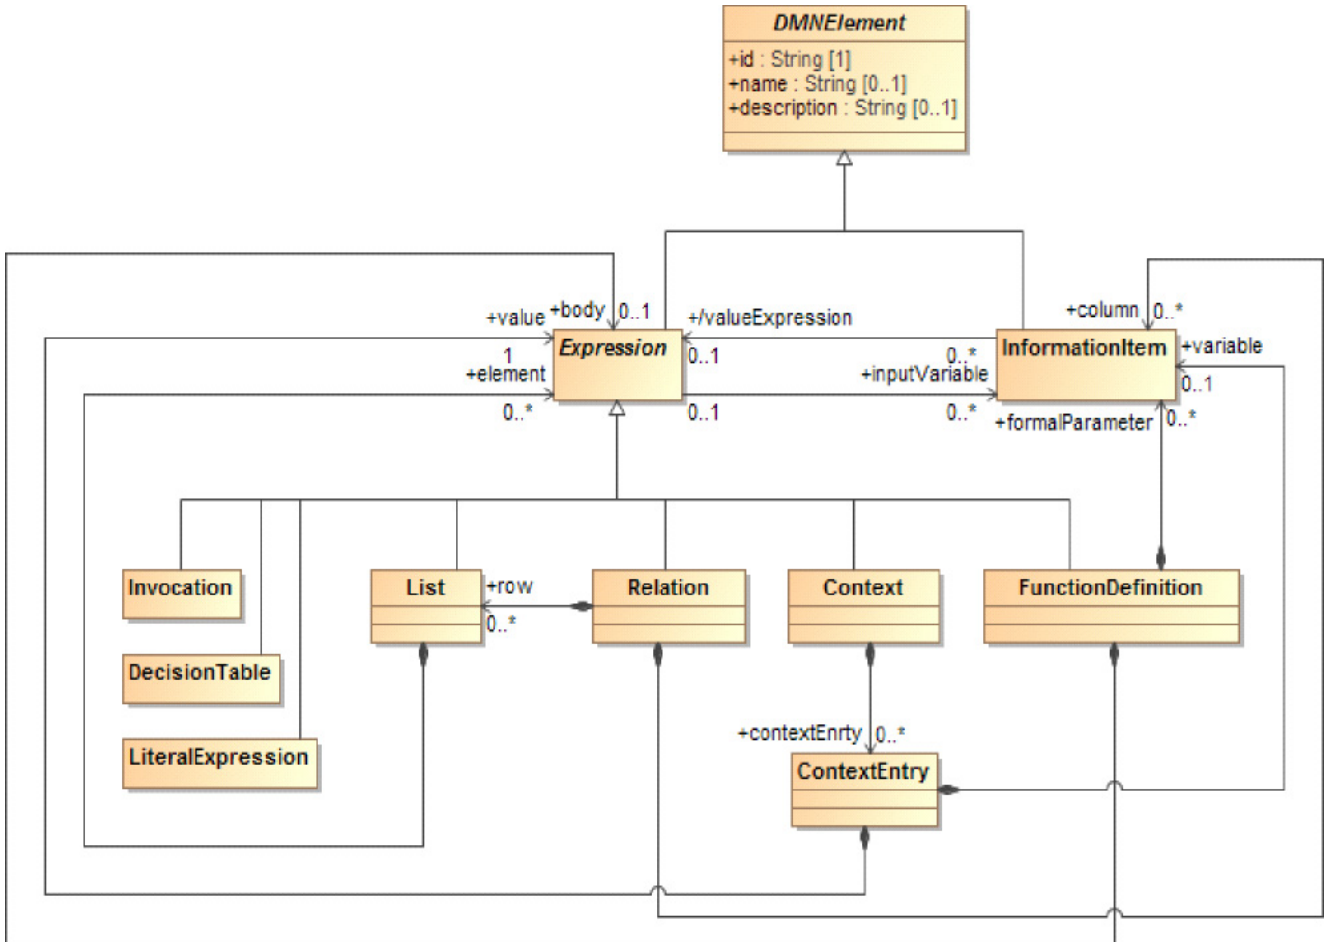 DMNElement
+id : String [1]
+name : String [0..1]
+description : String [0..1]
+value
+body
0..1
+/valueExpression
+column
0..*
1
Expression
0..1
0..*
InformationItem
+variable
+element
0..*
0..1
+inputVariable
0..*
0..1
+formalParameter
0..*
Invocation
List
+row
0..*
Relation
Context
FunctionDefinition
DecisionTable
LiteralExpression
+contextEnrty
0..*
ContextEntry